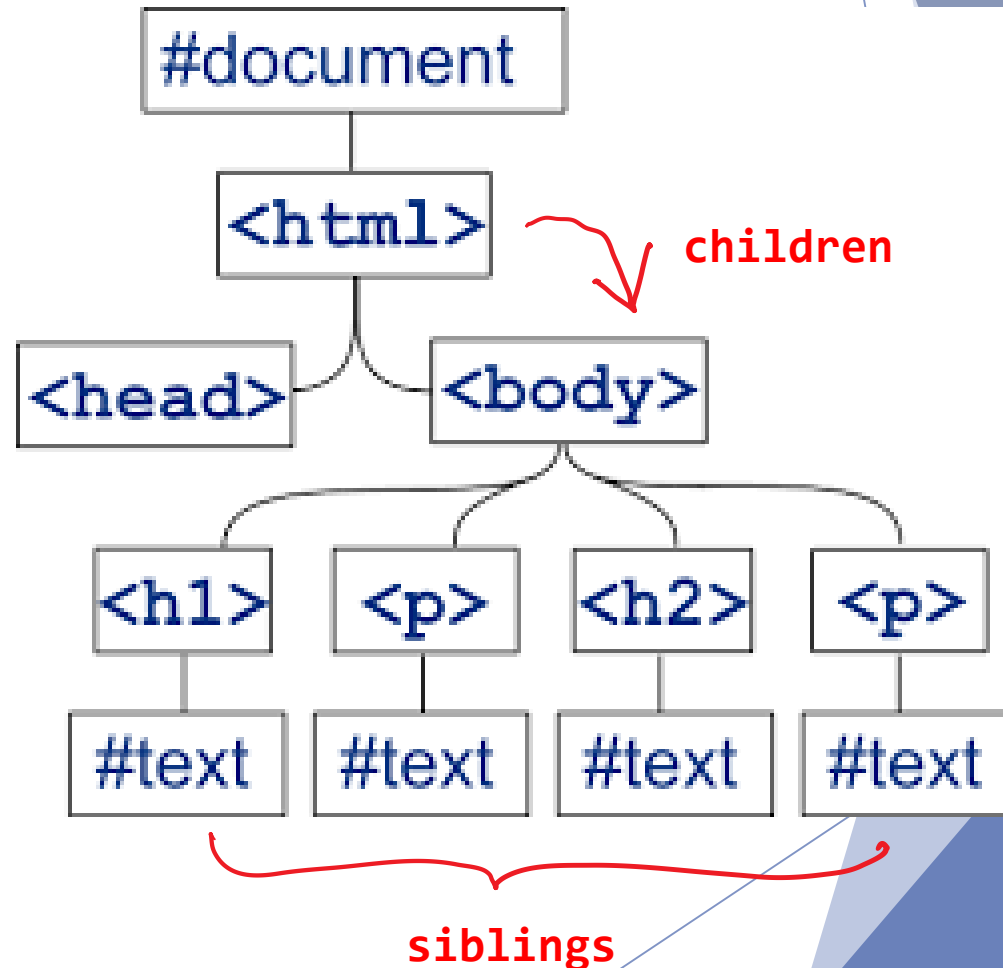 #document
<html>
children
<head> <body>
<h1> <p> <h2> <p>
#text #text #text #text
siblings